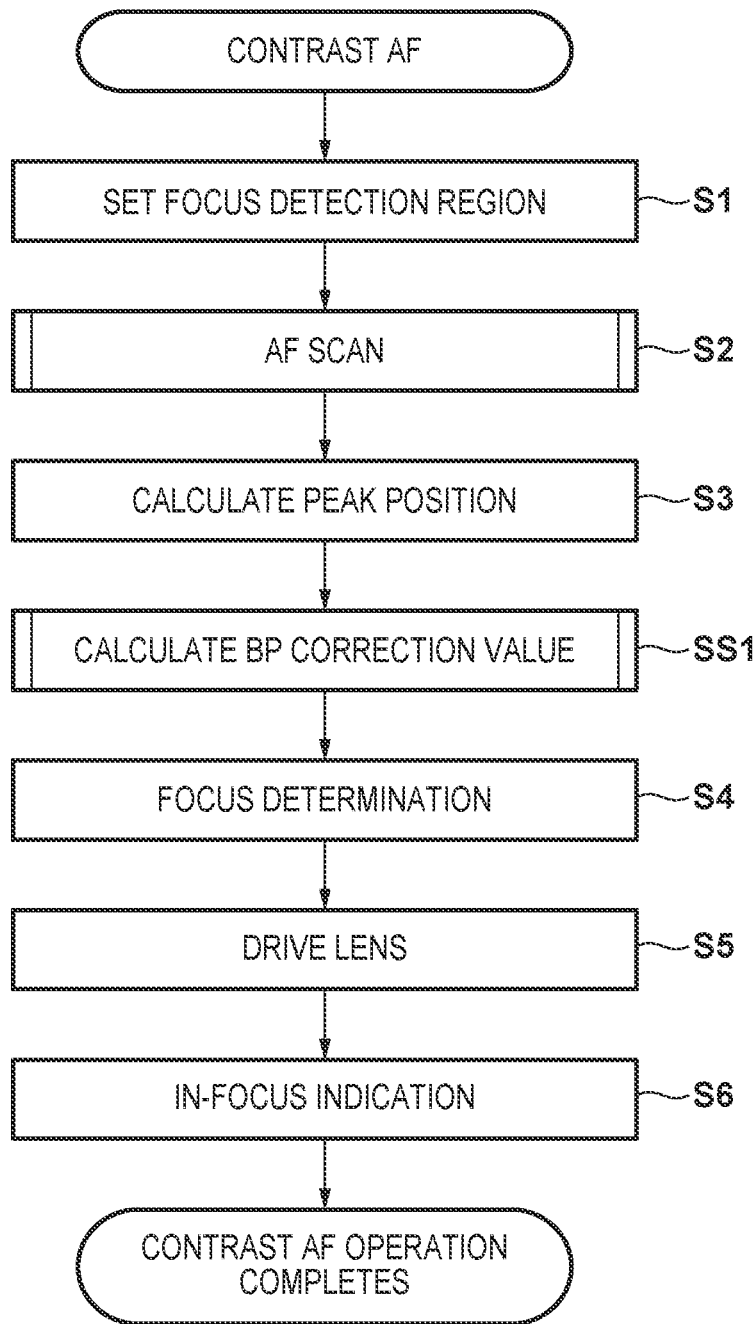 CONTRAST AF
SET FOCUS DETECTION REGION S1
AF SCAN S2
CALCULATE PEAK POSITION S3
CALCULATE BP CORRECTION VALUE SS1
FOCUS DETERMINATION S4
DRIVE LENS S5
IN-FOCUS INDICATION S6
CONTRAST AF OPERATION
COMPLETES